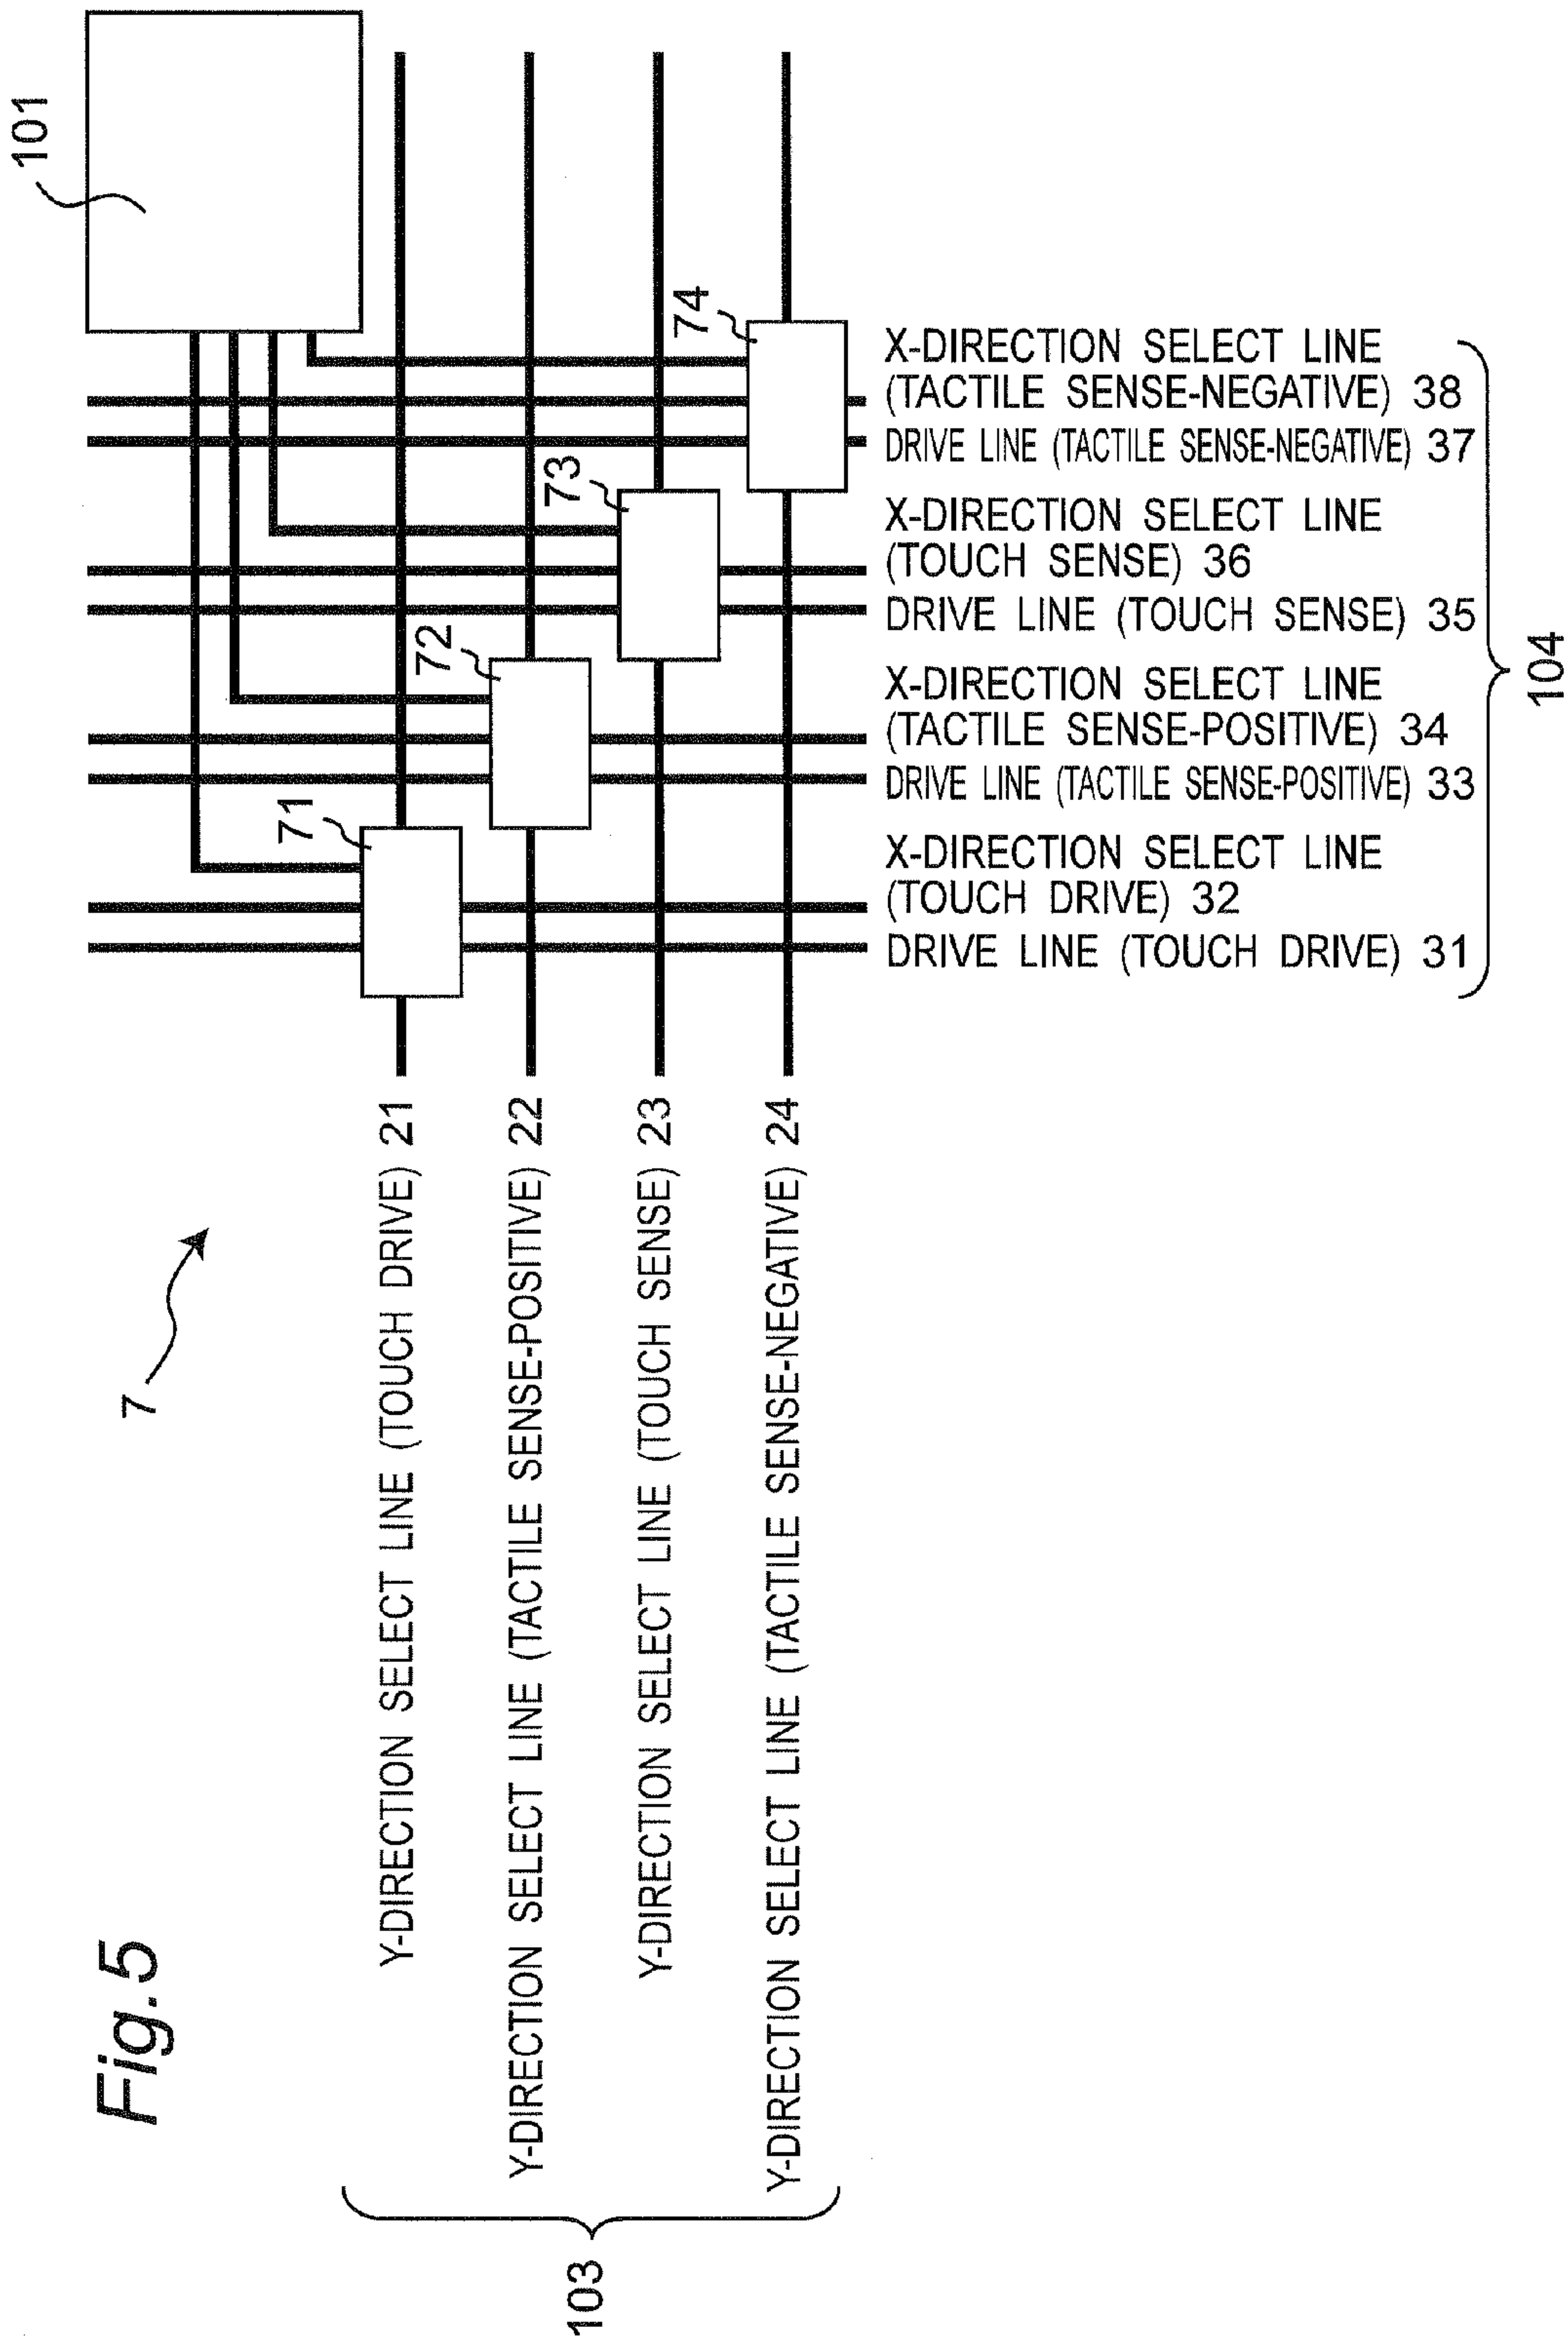 Fig.5
7
101
71
72
73
74
Y-DIRECTION SELECT LINE (TOUCH DRIVE) 21
Y-DIRECTION SELECT LINE (TACTILE SENSE-POSITIVE) 22
Y-DIRECTION SELECT LINE (TOUCH SENSE) 23
Y-DIRECTION SELECT LINE (TACTILE SENSE-NEGATIVE) 24
103
X-DIRECTION SELECT LINE
(TACTILE SENSE-NEGATIVE) 38
DRIVE LINE (TACTILE SENSE-NEGATIVE) 37
X-DIRECTION SELECT LINE
(TOUCH SENSE) 36
DRIVE LINE (TOUCH SENSE) 35
X-DIRECTION SELECT LINE
(TACTILE SENSE-POSITIVE) 34
DRIVE LINE (TACTILE SENSE-POSITIVE) 33
X-DIRECTION SELECT LINE
(TOUCH DRIVE) 32
DRIVE LINE (TOUCH DRIVE) 31
104